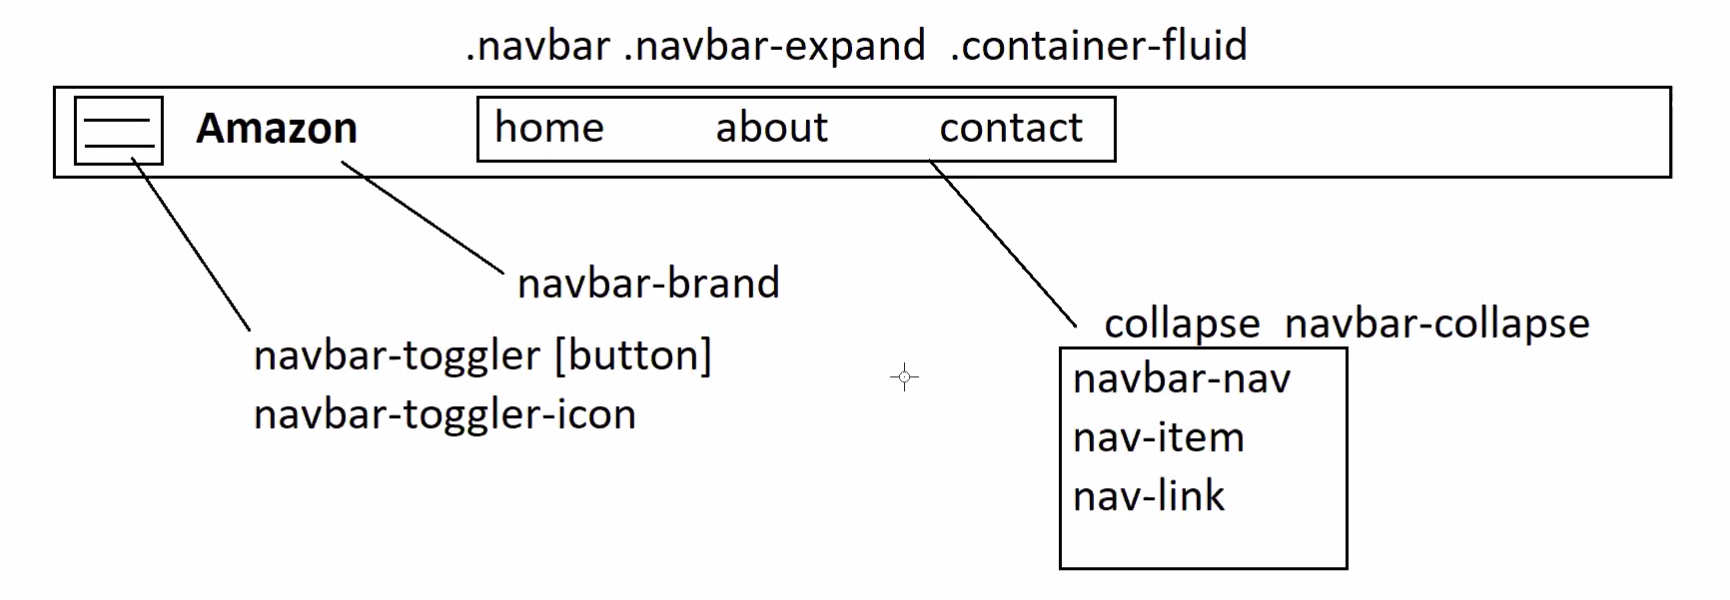 .navbar .navbar-expand .container-fluid
Amazon home about contact
navbar-brand
navbar-toggler [button]
navbar-toggler-icon
collapse navbar-collapse
navbar-nav
nav-item
nav-link